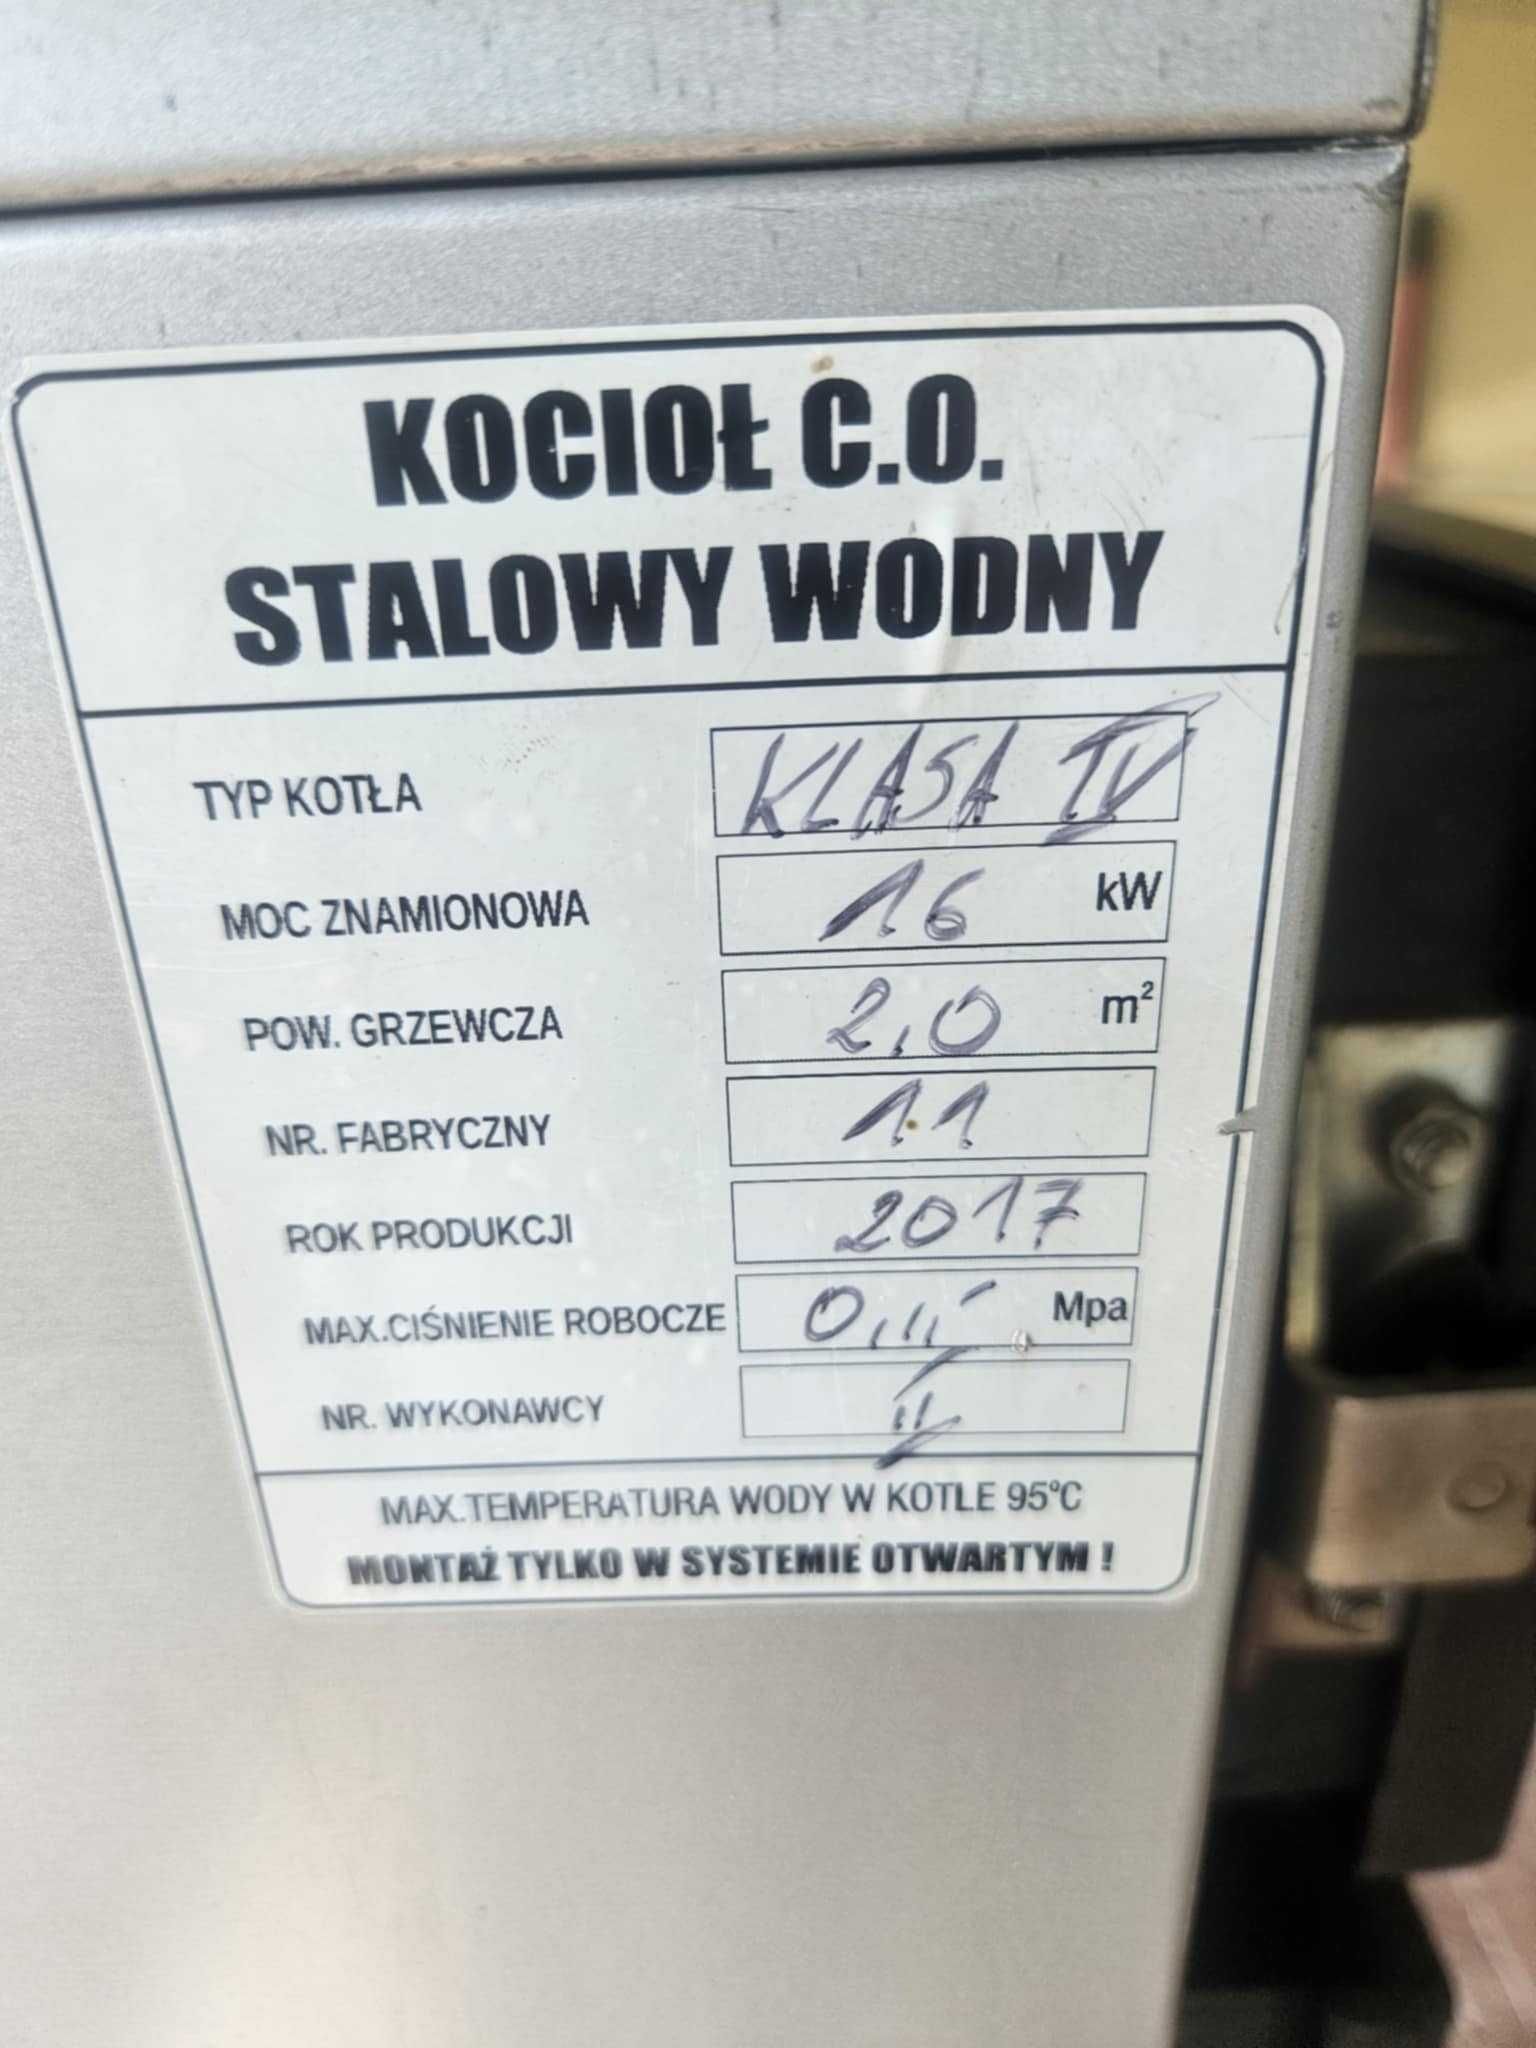 KOCIOŁ C.O.
STALOWY WODNY
TYP KOTŁA KLASA IV
MOC ZNAMIONOWA 16 kW
POW. GRZEWCZA 2,0 m²
NR. FABRYCZNY 11
ROK PRODUKCJI 2017
MAX.CIŚNIENIE ROBOCZE Mpa
NR. WYKONAWCY II
MAX.TEMPERATURA WODY W KOTLE 95°C
MONTAŻ TYLKO W SYSTEMIE OTWARTYM !